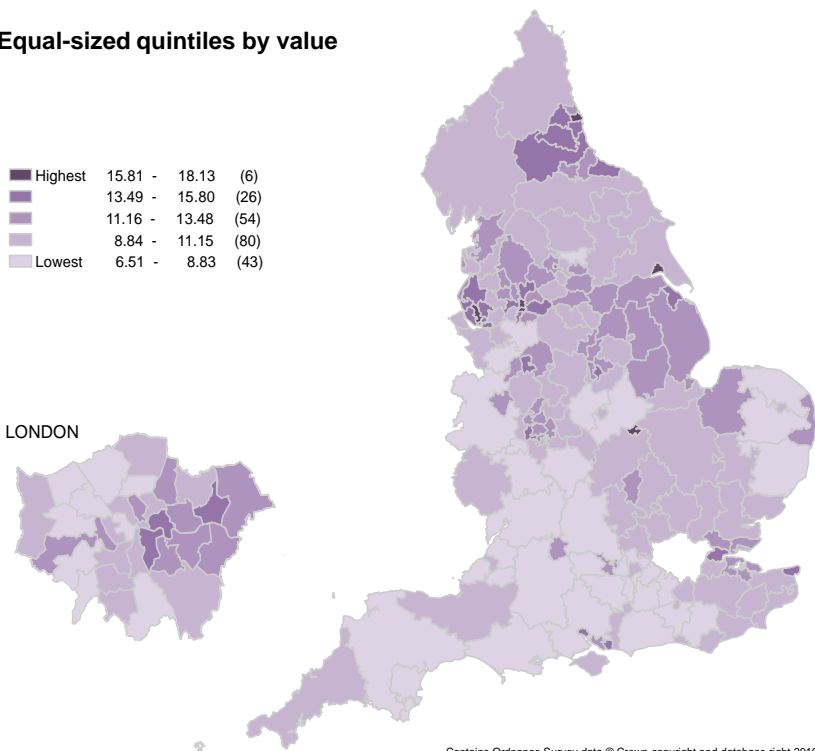 Equal-sized quintiles by value
Highest 15.81 - 18.13 (6)
13.49 - 15.80 (26)
11.16 - 13.48 (54)
8.84 - 11.15 (80)
Lowest 6.51 - 8.83 (43)
LONDON
Contains Ordnance Survey data © Crown copyright and database right 2016